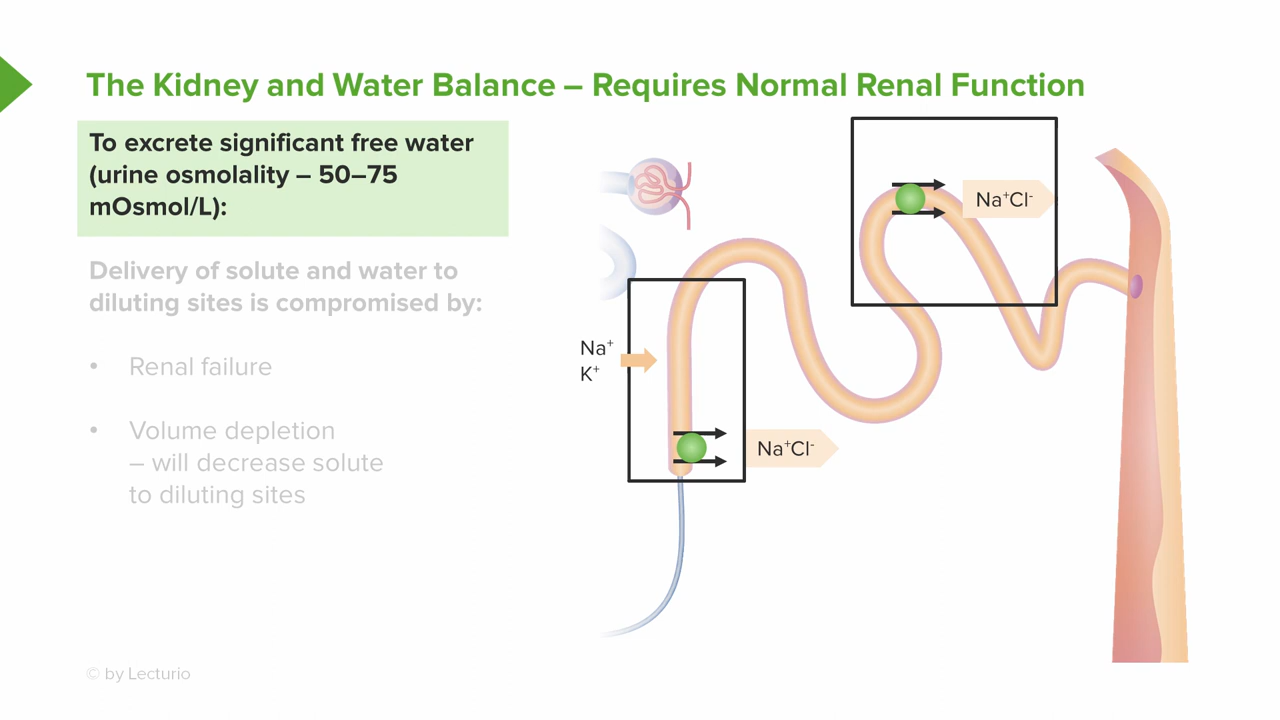 The Kidney and Water Balance – Requires Normal Renal Function
To excrete significant free water
(urine osmolality – 50–75
mOsmol/L):
Delivery of solute and water to
diluting sites is compromised by:
• Renal failure
• Volume depletion
– will decrease solute
to diluting sites
Na⁺
K⁺
Na⁺Cl⁻
Na⁺Cl⁻
© by Lecturio